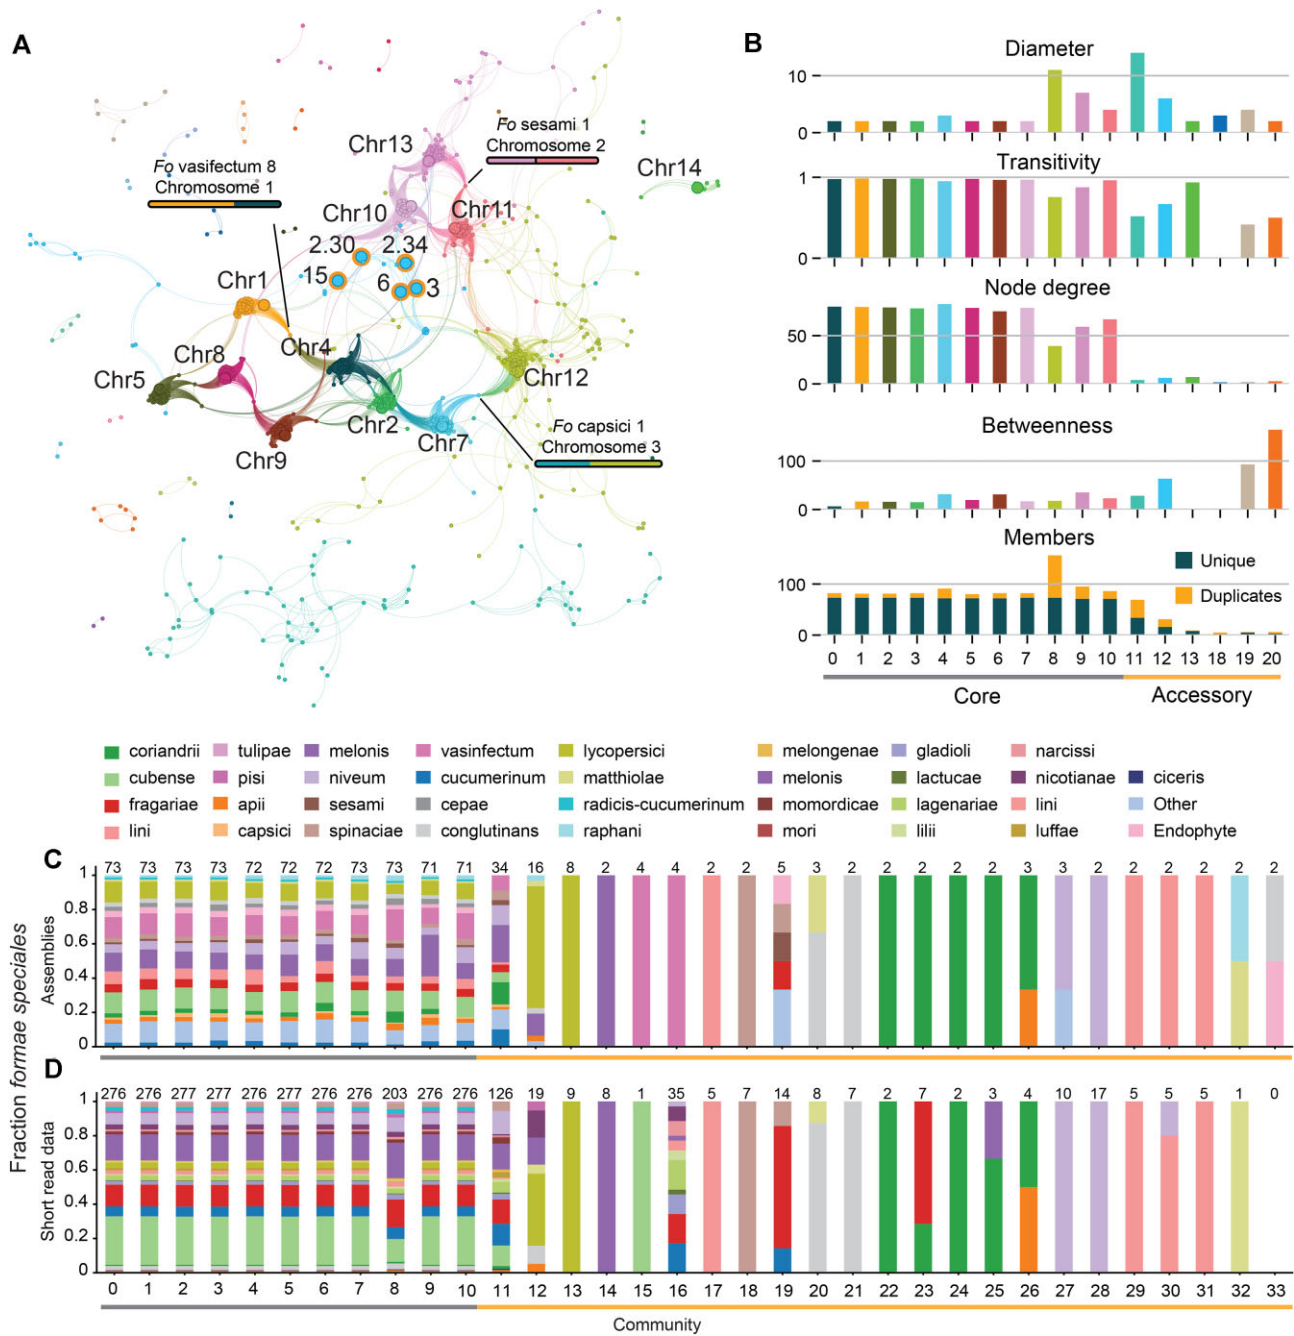 A
Fo sesami 1
Chromosome 2
Chr13
Fo vasifectum 8
Chromosome 1
Chr14
Chr10
Chr11
2.30
2.34
15
6
3
Chr1
Chr4
Chr8
Chr5
Chr12
Chr2
Chr7
Chr9
Fo capsici 1
Chromosome 3
B
Diameter
10
0
Transitivity
1
0
Node degree
50
0
Betweenness
100
0
Members
Unique
Duplicates
100
0
0 1 2 3 4 5 6 7 8 9 10 11 12 13 18 19 20
Core Accessory
coriandrii tulipae melonis vasinfectum lycopersici melongenae gladioli narcissi
cubense pisi niveum cucumerinum matthiolae melonis lactucae nicotianae ciceris
fragariae apii sesami cepae radicis-cucumerinum momordicae lagenariae lini Other
lini capsici spinaciae conglutinans raphani mori lilii luffae Endophyte
C
73 73 73 73 72 72 72 73 73 71 71 34 16 8 2 4 4 2 2 5 3 2 2 2 2 2 3 3 2 2 2 2 2 2
1
0.8
0.6
0.4
0.2
0
Fraction formae speciales
Assemblies
D
276 276 277 277 276 277 276 276 203 276 276 126 19 9 8 1 35 5 7 14 8 7 2 7 2 3 4 10 17 5 5 5 1 0
1
0.8
0.6
0.4
0.2
0
Short read data
0 1 2 3 4 5 6 7 8 9 10 11 12 13 14 15 16 17 18 19 20 21 22 23 24 25 26 27 28 29 30 31 32 33
Community